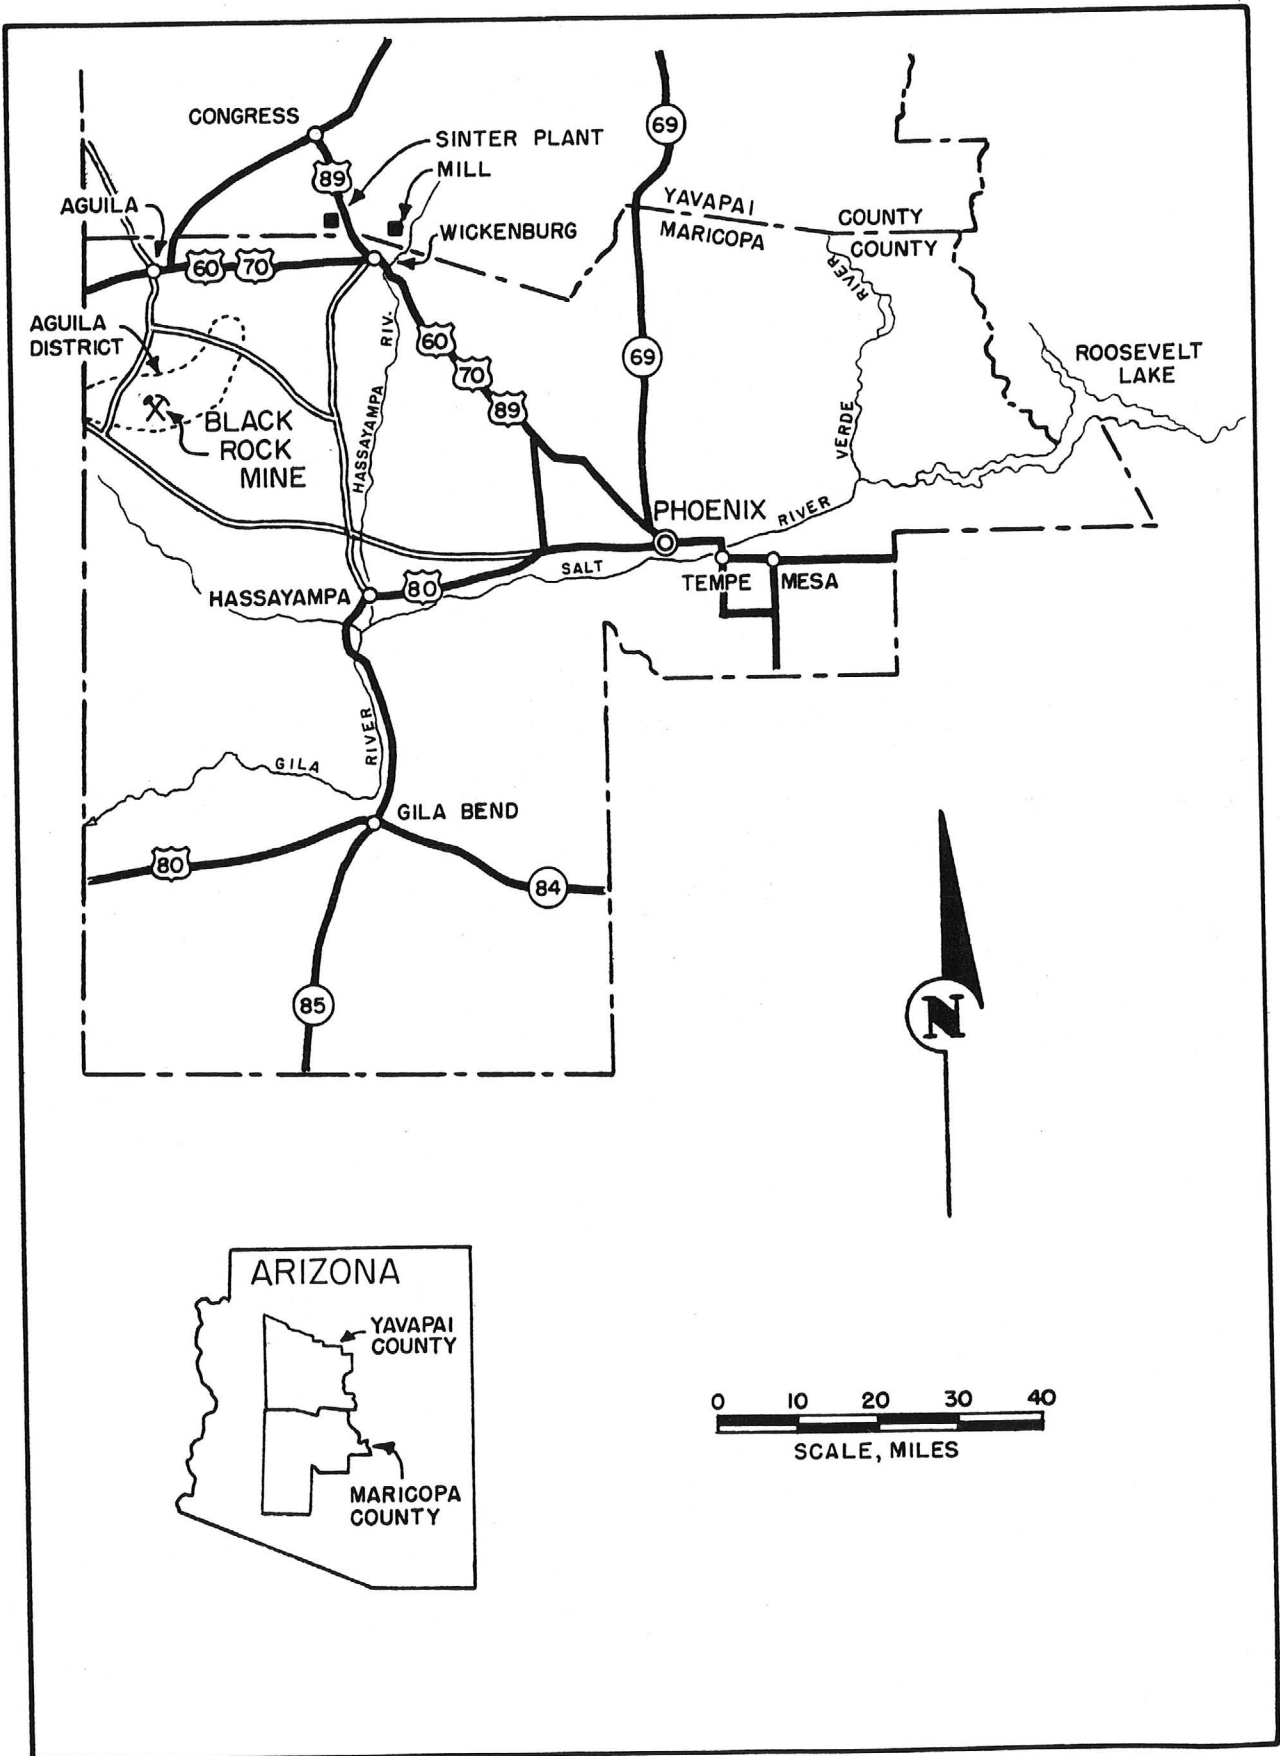 CONGRESS
69
SINTER PLANT
MILL
89
AGUILA
YAVAPAI
MARICOPA
COUNTY
COUNTY
WICKENBURG
60
70
RIVER
AGUILA
DISTRICT
RIV.
HASSAYAMPA
60
70
89
69
ROOSEVELT
LAKE
BLACK
ROCK
MINE
VERDE
PHOENIX
RIVER
SALT
TEMPE
MESA
HASSAYAMPA
80
RIVER
GILA
GILA BEND
80
84
85
N
ARIZONA
YAVAPAI
COUNTY
MARICOPA
COUNTY
0 10 20 30 40
SCALE, MILES